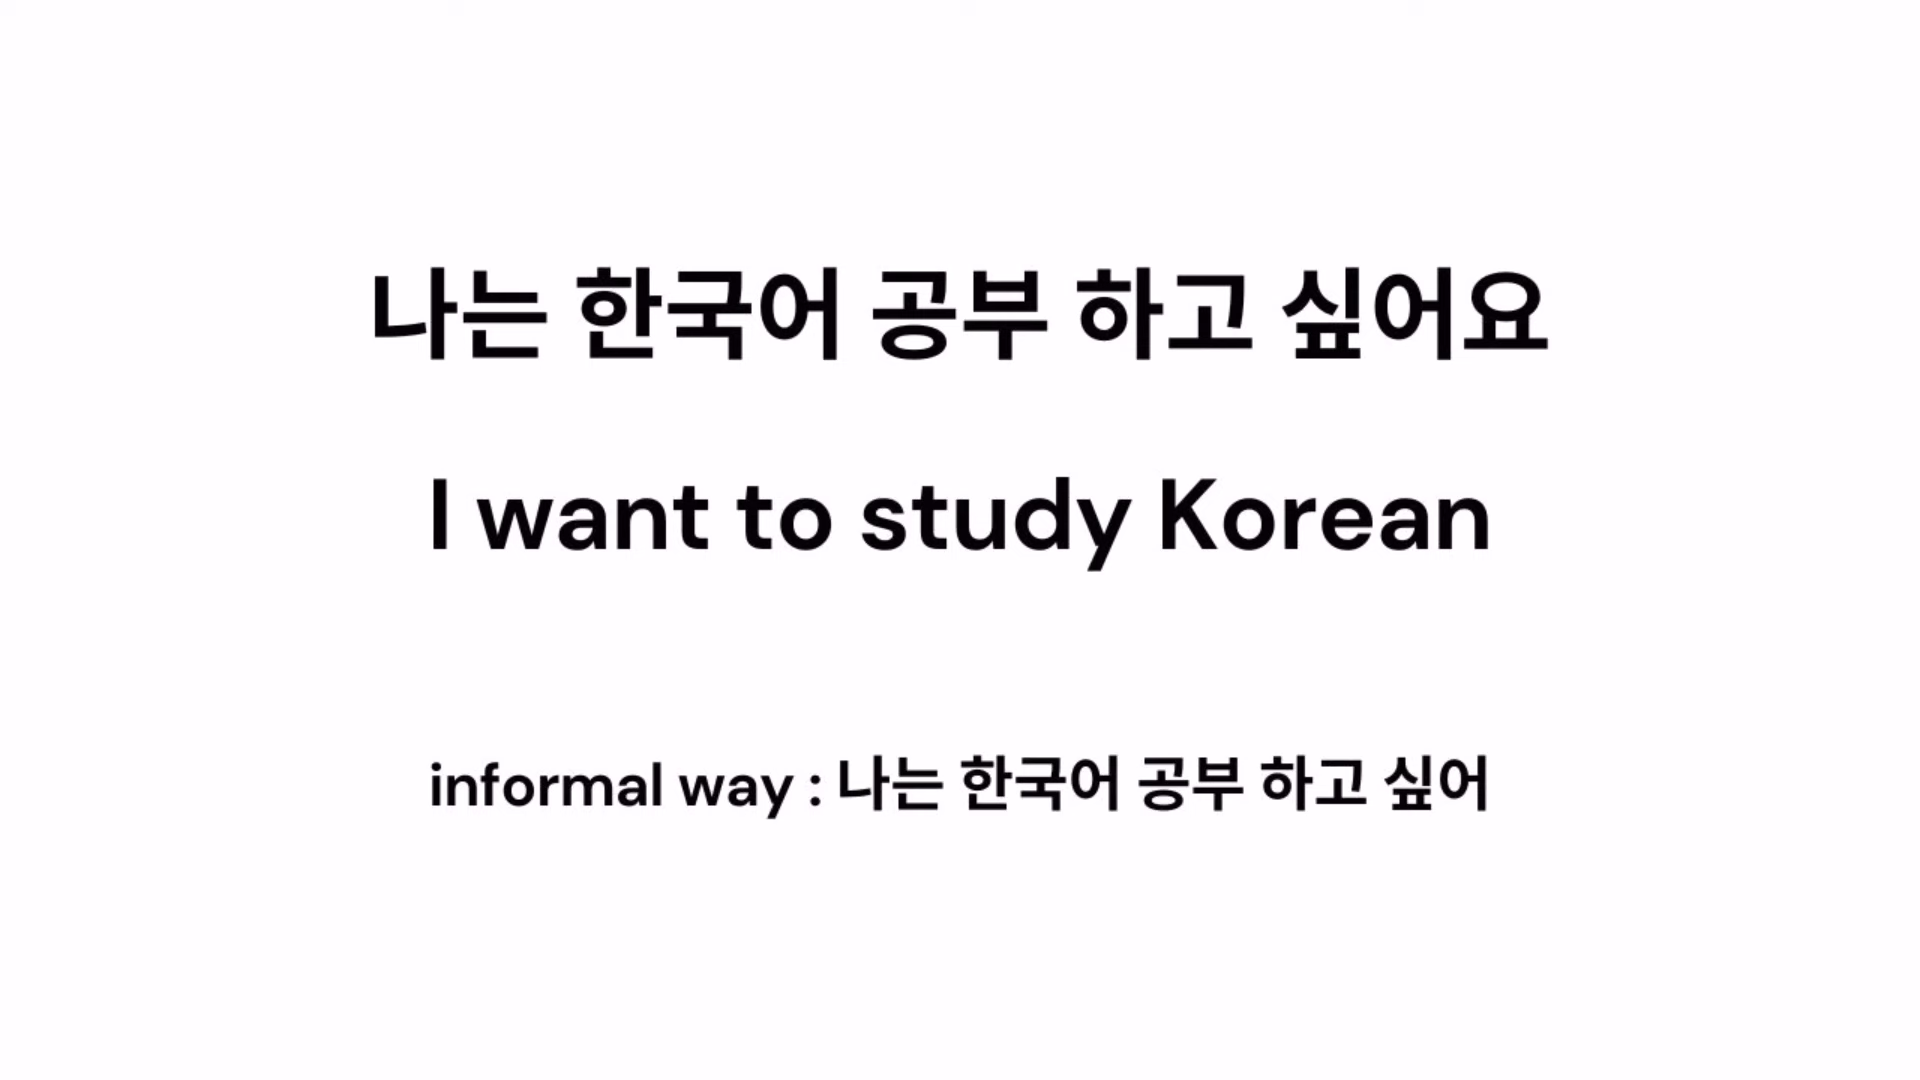 나는 한국어 공부 하고 싶어요
I want to study Korean
informal way : 나는 한국어 공부 하고 싶어